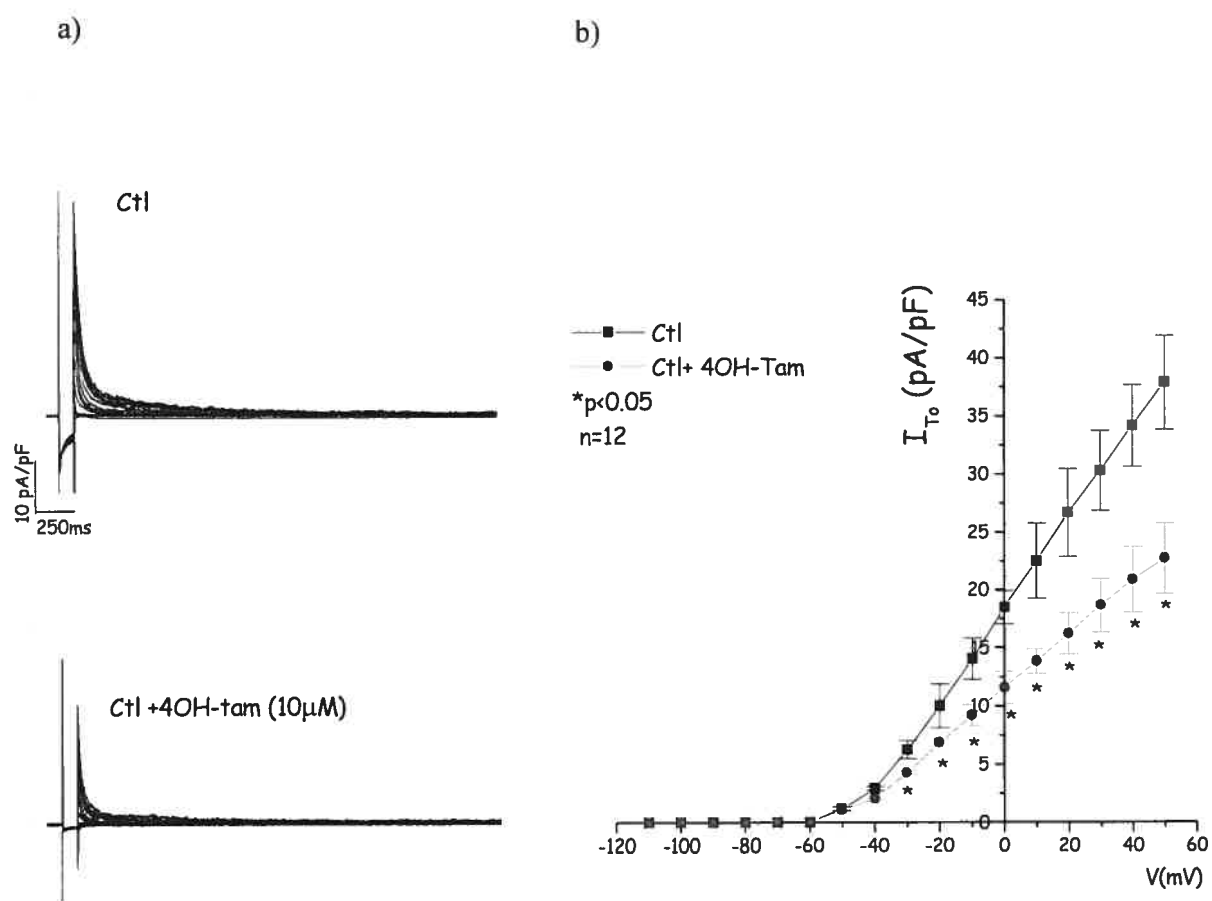 a)
Ctl
10 pA/pF
250ms
Ctl +4OH-tam (10μM)
b)
Ctl
Ctl+ 4OH-Tam
*p<0.05
n=12
I_To (pA/pF)
45
40
35
30
25
20
15
10
5
0
* * * * * * * * *
-120 -100 -80 -60 -40 -20 0 20 40 60
V(mV)